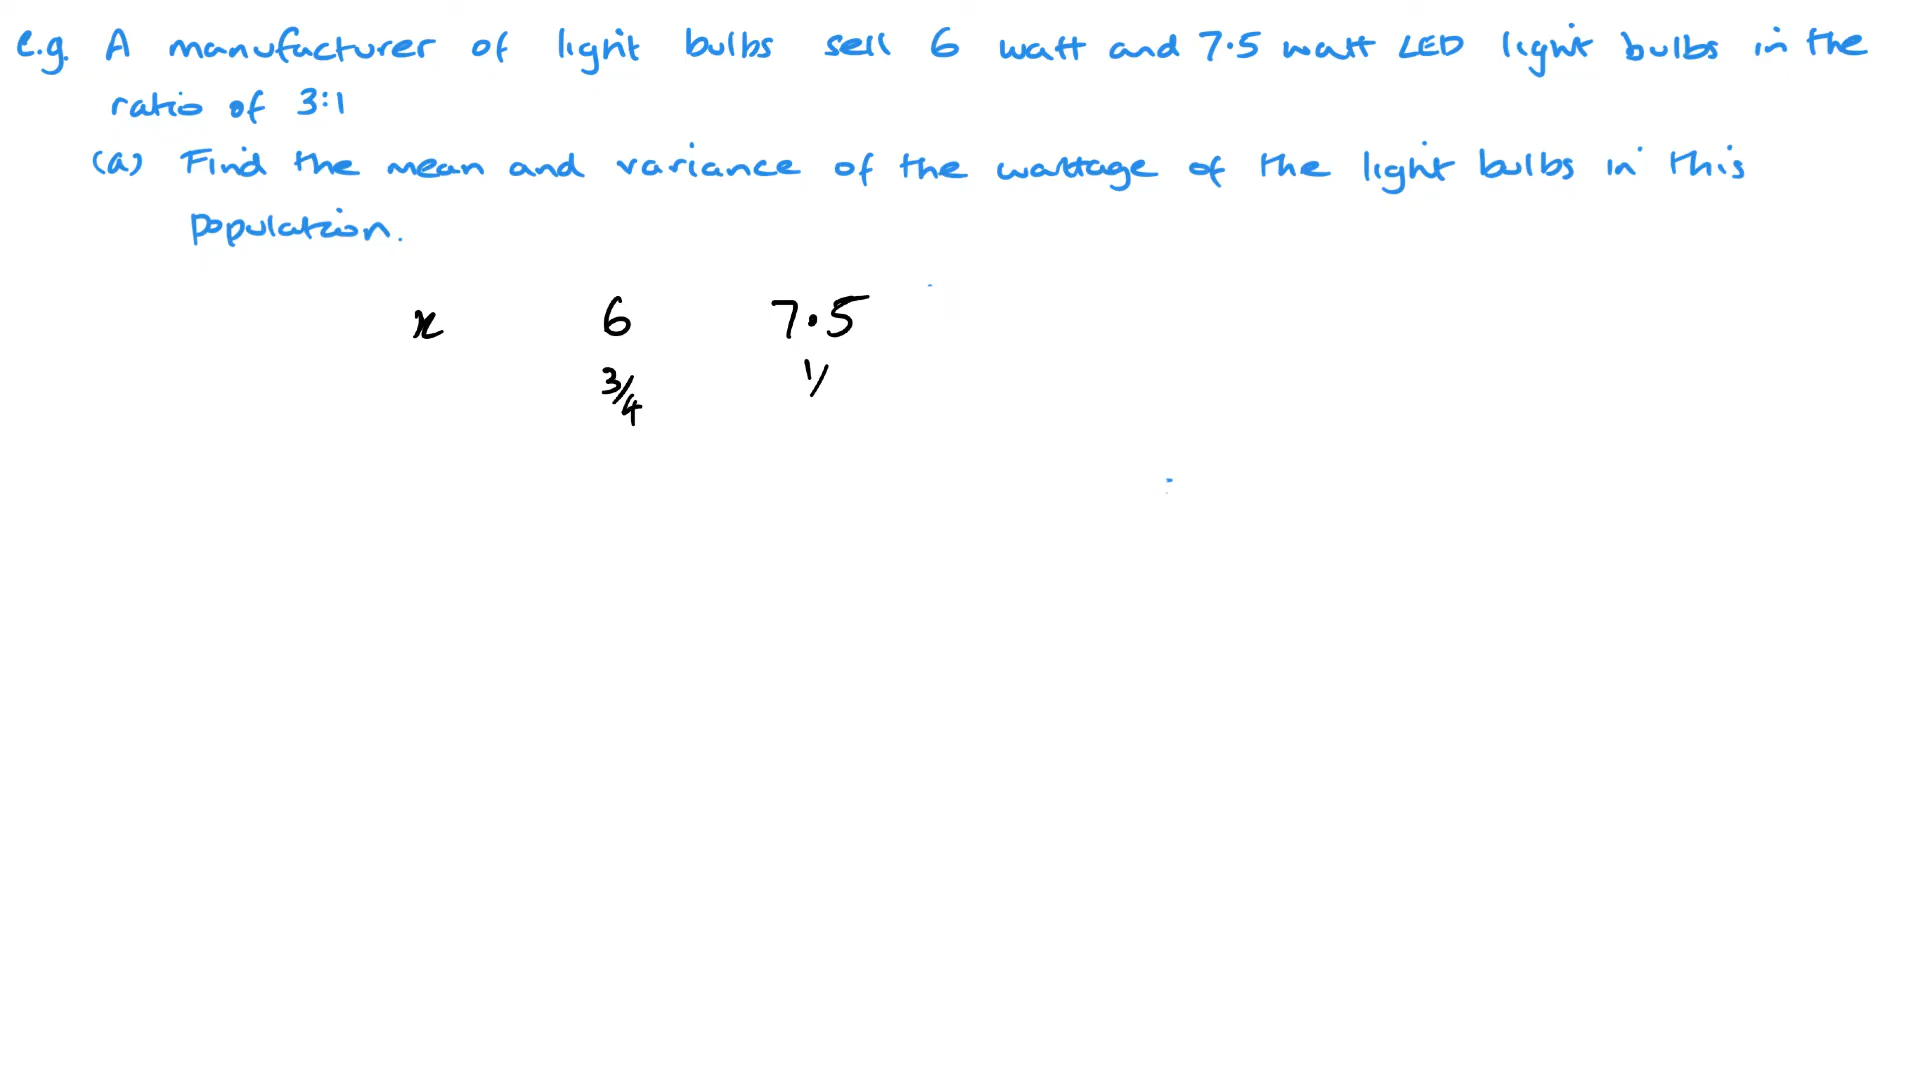 e.g. A manufacturer of light bulbs sell 6 watt and 7.5 watt LED light bulbs in the
ratio of 3:1
(a) Find the mean and variance of the wattage of the light bulbs in this
population.
x 6 7.5
3/4 1/